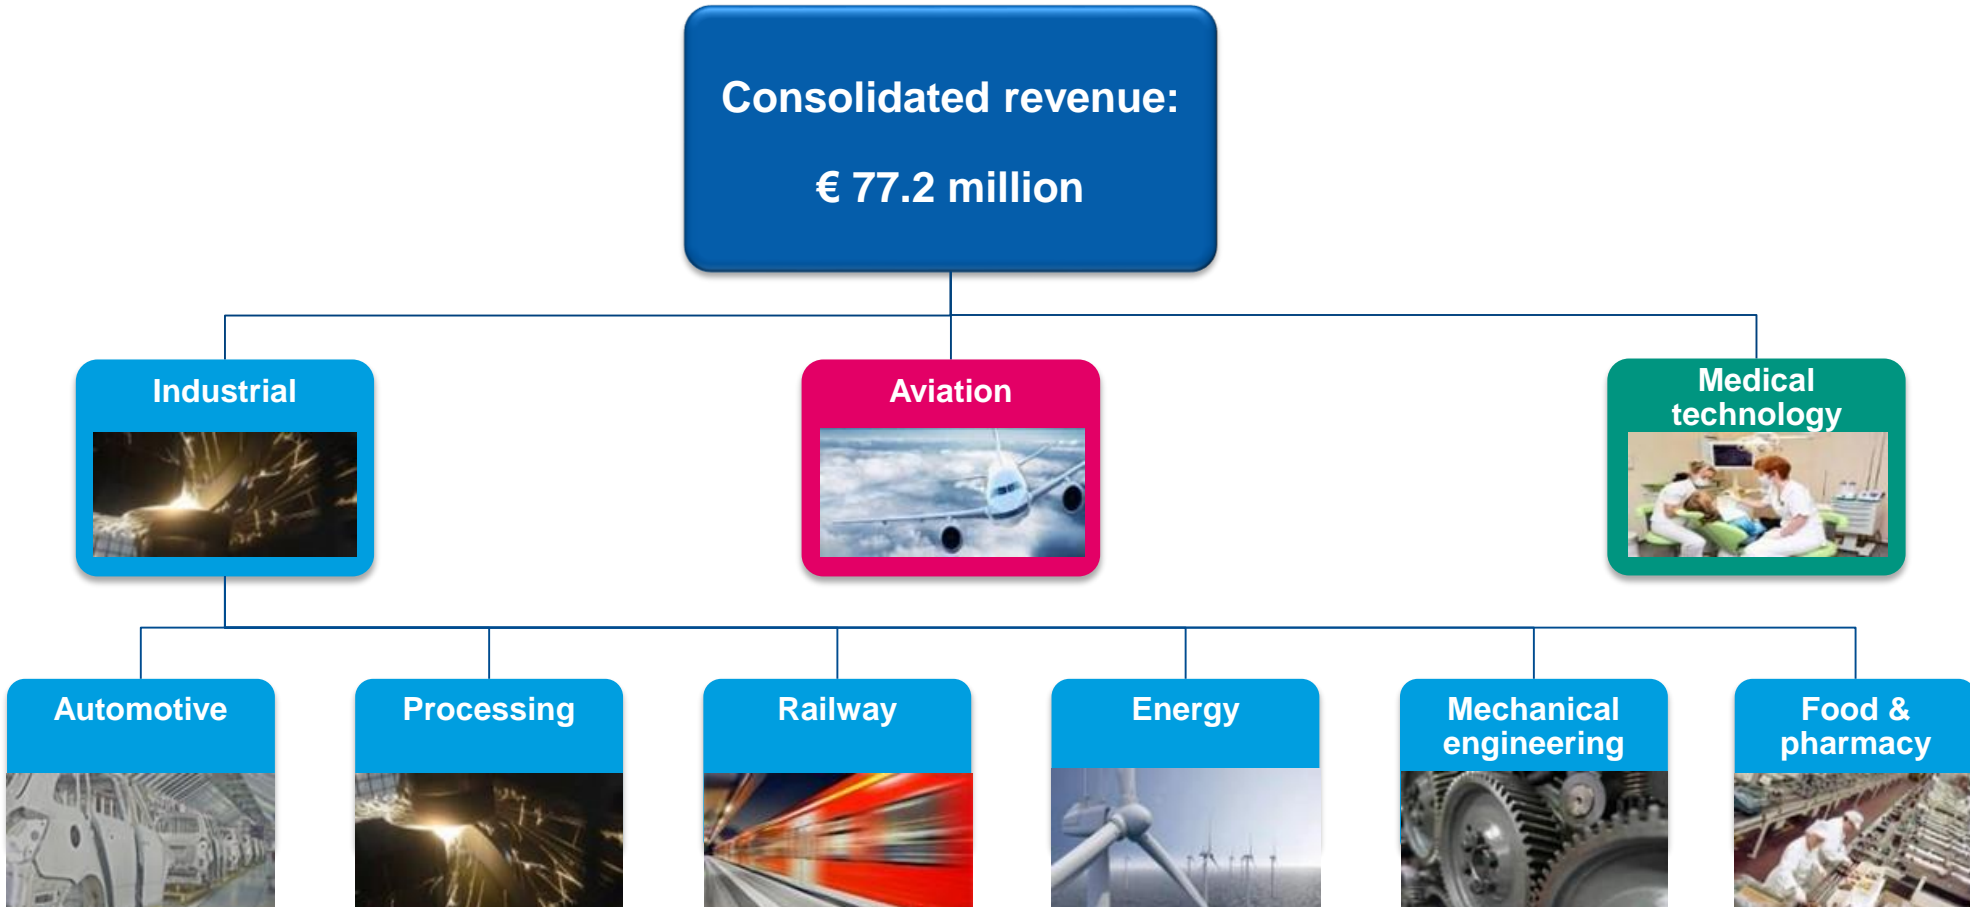 Consolidated revenue:
€ 77.2 million
Industrial
Aviation
Medical
technology
Automotive
Processing
Railway
Energy
Mechanical
engineering
Food &
pharmacy